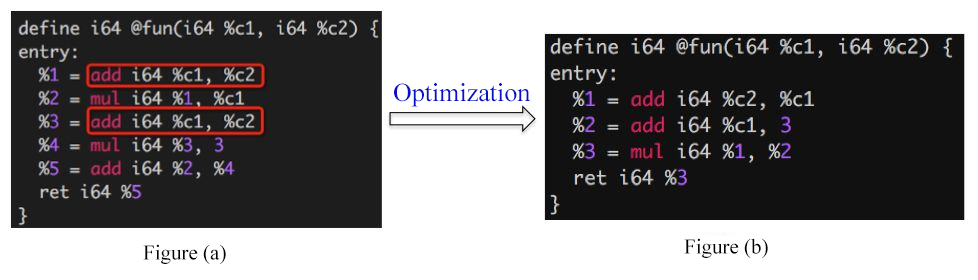 define i64 @fun(i64 %c1, i64 %c2) {
entry:
%1 = add i64 %c1, %c2
%2 = mul i64 %1, %c1
%3 = add i64 %c1, %c2
%4 = mul i64 %3, 3
%5 = add i64 %2, %4
ret i64 %5
}
Figure (a)
Optimization
define i64 @fun(i64 %c1, i64 %c2) {
entry:
%1 = add i64 %c2, %c1
%2 = add i64 %c1, 3
%3 = mul i64 %1, %2
ret i64 %3
}
Figure (b)